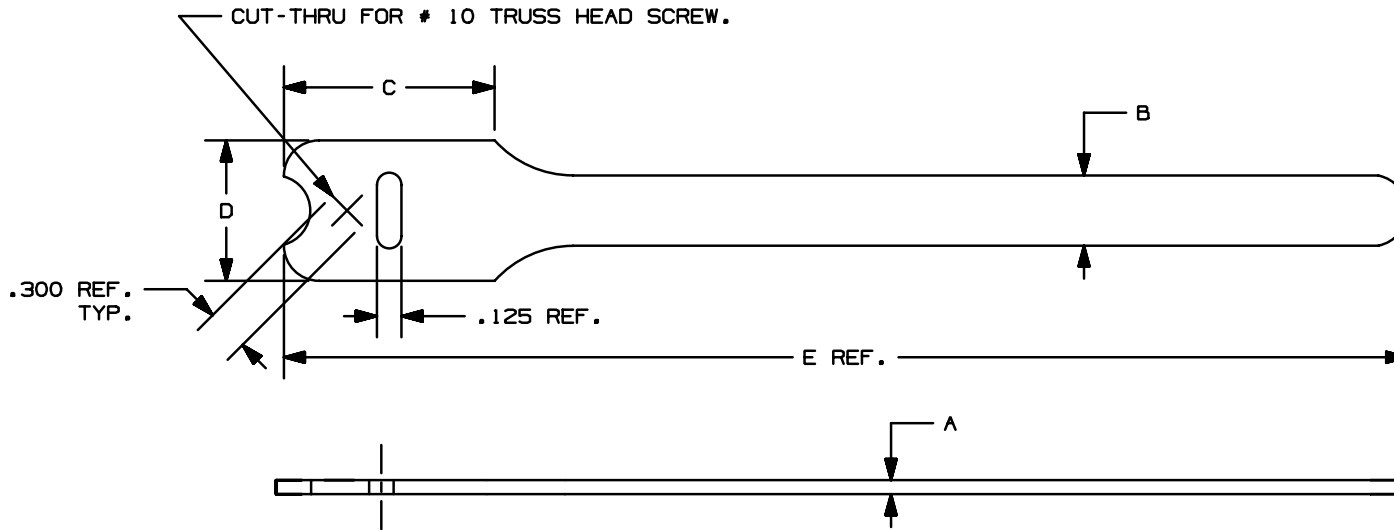 CUT-THRU FOR # 10 TRUSS HEAD SCREW.
C
B
D
.300 REF.
TYP.
.125 REF.
E REF.
A